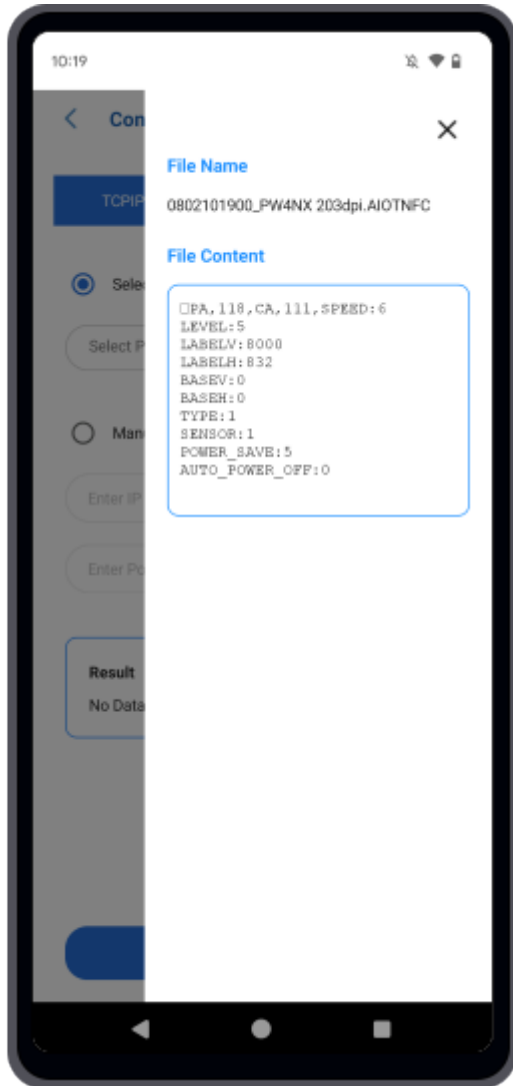 10:19
Con
File Name
TCPIP
0802101900_PW4NX 203dpi.AIOTNFC
File Content
Sele
□PA,118,CA,111,SPEED:6
LEVEL:5
LABELV:8000
Select P
LABELH:832
BASEV:0
BASEH:0
TYPE:1
Man
SENSOR:1
POWER_SAVE:5
AUTO_POWER_OFF:0
Enter IP
Enter Po
Result
No Data